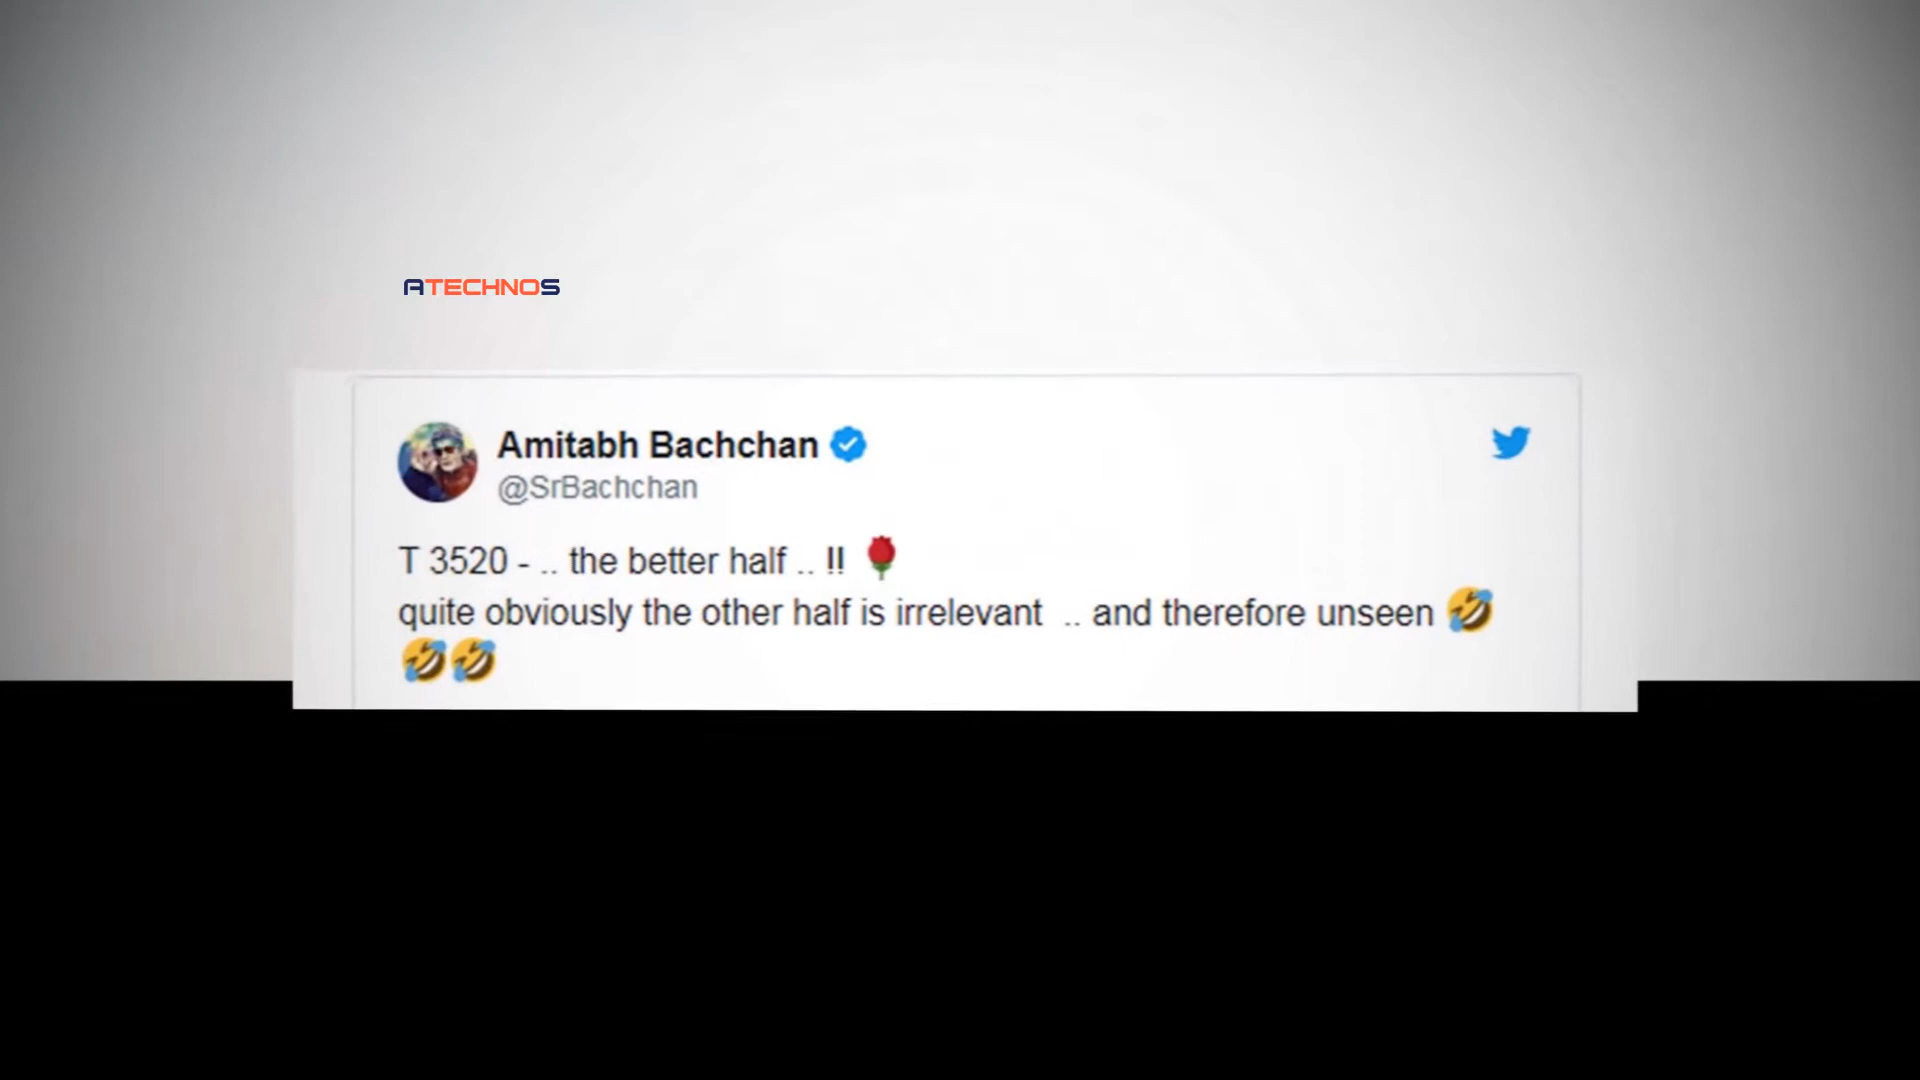 ATECHNOS
Amitabh Bachchan
@SrBachchan
T 3520 - .. the better half .. !! 🌹
quite obviously the other half is irrelevant .. and therefore unseen 🤣
🤣🤣